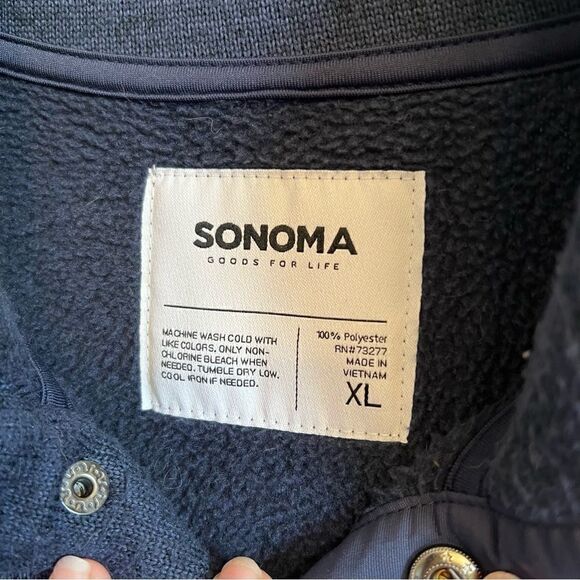 SONOMA
GOODS FOR LIFE
MACHINE WASH COLD WITH
LIKE COLORS. ONLY NON-
CHLORINE BLEACH WHEN
NEEDED. TUMBLE DRY LOW.
COOL IRON IF NEEDED.
100% Polyester
RN#73277
MADE IN
VIETNAM
XL